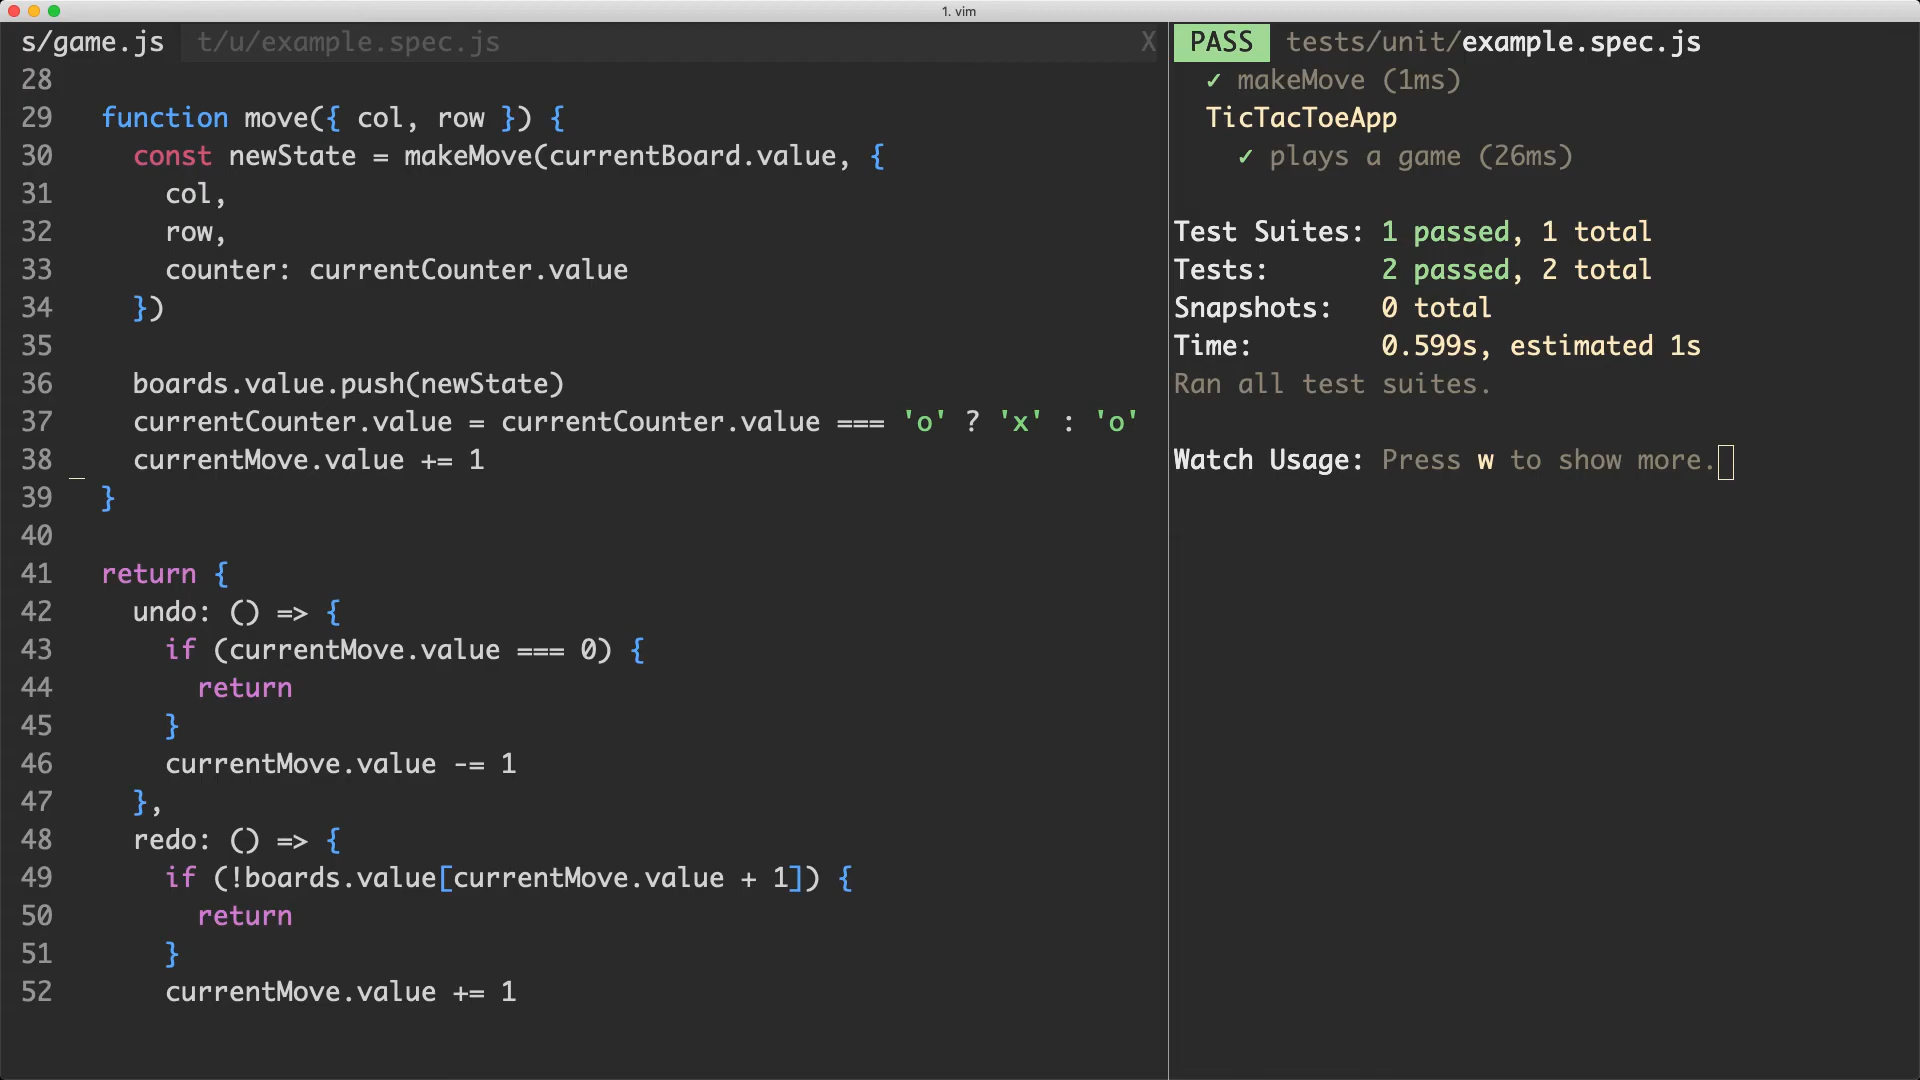 1. vim
s/game.js t/u/example.spec.js X
28
29 function move({ col, row }) {
30 const newState = makeMove(currentBoard.value, {
31 col,
32 row,
33 counter: currentCounter.value
34 })
35
36 boards.value.push(newState)
37 currentCounter.value = currentCounter.value === 'o' ? 'x' : 'o'
38 currentMove.value += 1
39 }
40
41 return {
42 undo: () => {
43 if (currentMove.value === 0) {
44 return
45 }
46 currentMove.value -= 1
47 },
48 redo: () => {
49 if (!boards.value[currentMove.value + 1]) {
50 return
51 }
52 currentMove.value += 1
PASS tests/unit/example.spec.js
✓ makeMove (1ms)
TicTacToeApp
✓ plays a game (26ms)
Test Suites: 1 passed, 1 total
Tests: 2 passed, 2 total
Snapshots: 0 total
Time: 0.599s, estimated 1s
Ran all test suites.
Watch Usage: Press w to show more.